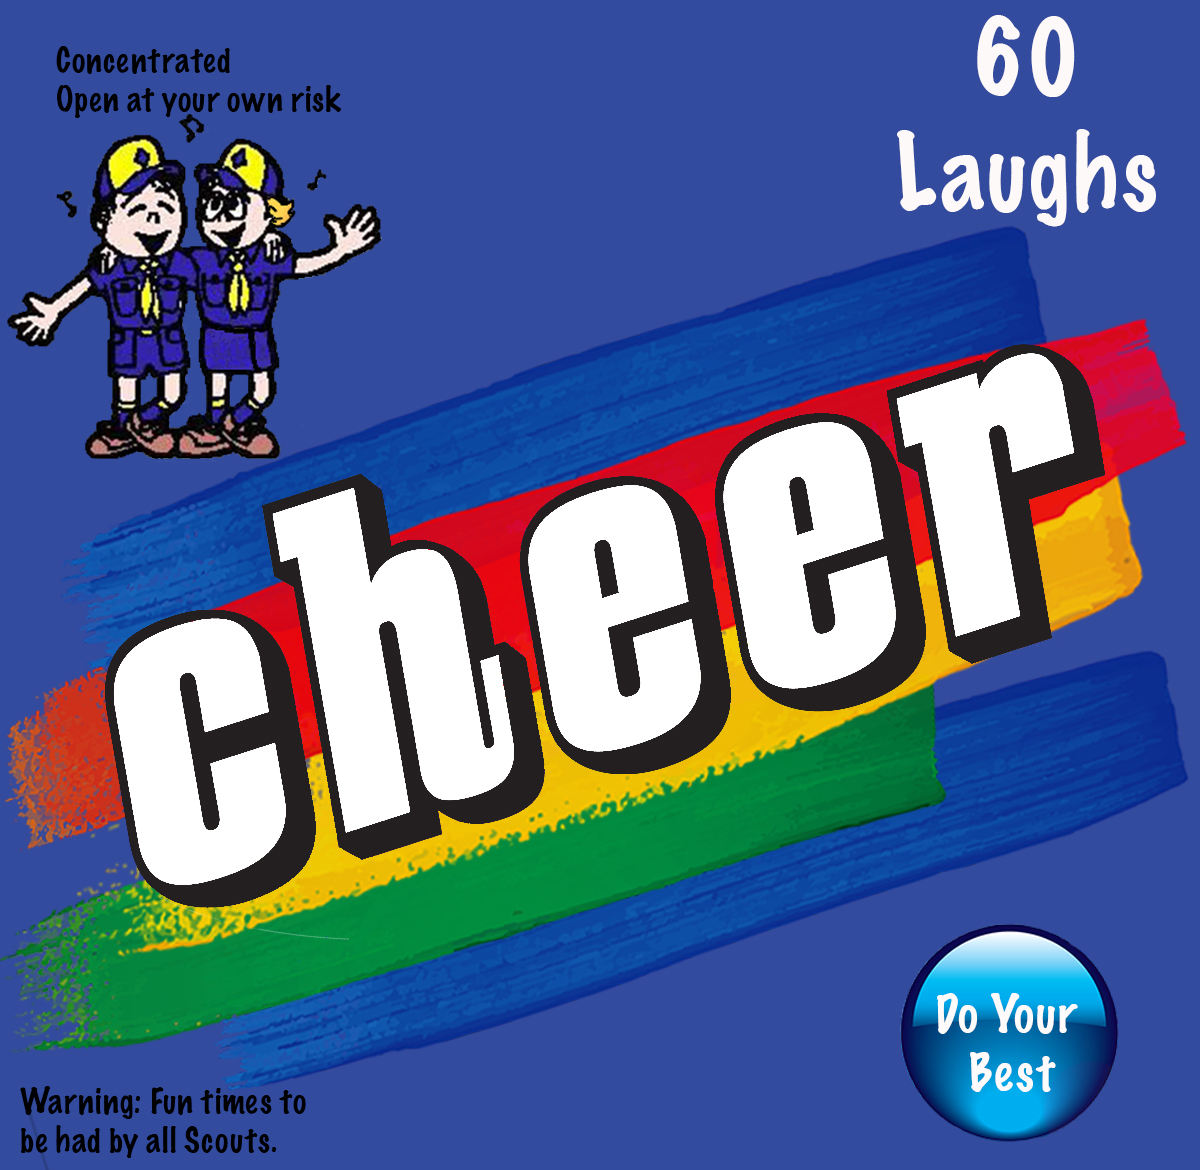 Concentrated
Open at your own risk
60
Laughs
cheer
Do Your
Best
Warning: Fun times to
be had by all Scouts.